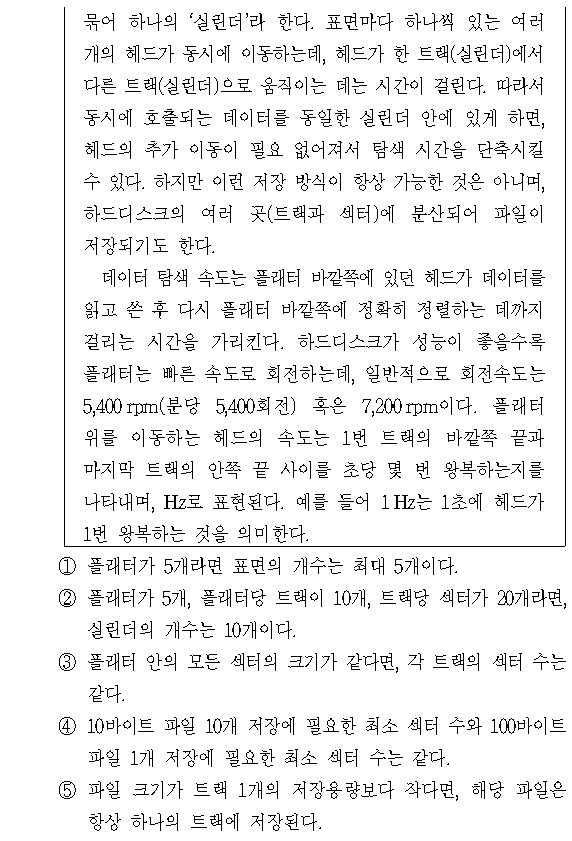 묶어 하나의 ‘실린더’라 한다. 표면마다 하나씩 있는 여러
개의 헤드가 동시에 이동하는데, 헤드가 한 트랙(실린더)에서
다른 트랙(실린더)으로 움직이는 데는 시간이 걸린다. 따라서
동시에 호출되는 데이터를 동일한 실린더 안에 있게 하면,
헤드의 추가 이동이 필요 없어져서 탐색 시간을 단축시킬
수 있다. 하지만 이런 저장 방식이 항상 가능한 것은 아니며,
하드디스크의 여러 곳(트랙과 섹터)에 분산되어 파일이
저장되기도 한다.
데이터 탐색 속도는 플래터 바깥쪽에 있던 헤드가 데이터를
읽고 쓴 후 다시 플래터 바깥쪽에 정확히 정렬하는 데까지
걸리는 시간을 가리킨다. 하드디스크가 성능이 좋을수록
플래터는 빠른 속도로 회전하는데, 일반적으로 회전속도는
5,400 rpm(분당 5,400회전) 혹은 7,200 rpm이다. 플래터
위를 이동하는 헤드의 속도는 1번 트랙의 바깥쪽 끝과
마지막 트랙의 안쪽 끝 사이를 초당 몇 번 왕복하는지를
나타내며, Hz로 표현된다. 예를 들어 1 Hz는 1초에 헤드가
1번 왕복하는 것을 의미한다.
① 플래터가 5개라면 표면의 개수는 최대 5개이다.
② 플래터가 5개, 플래터당 트랙이 10개, 트랙당 섹터가 20개라면,
실린더의 개수는 10개이다.
③ 플래터 안의 모든 섹터의 크기가 같다면, 각 트랙의 섹터 수는
같다.
④ 10바이트 파일 10개 저장에 필요한 최소 섹터 수와 100바이트
파일 1개 저장에 필요한 최소 섹터 수는 같다.
⑤ 파일 크기가 트랙 1개의 저장용량보다 작다면, 해당 파일은
항상 하나의 트랙에 저장된다.